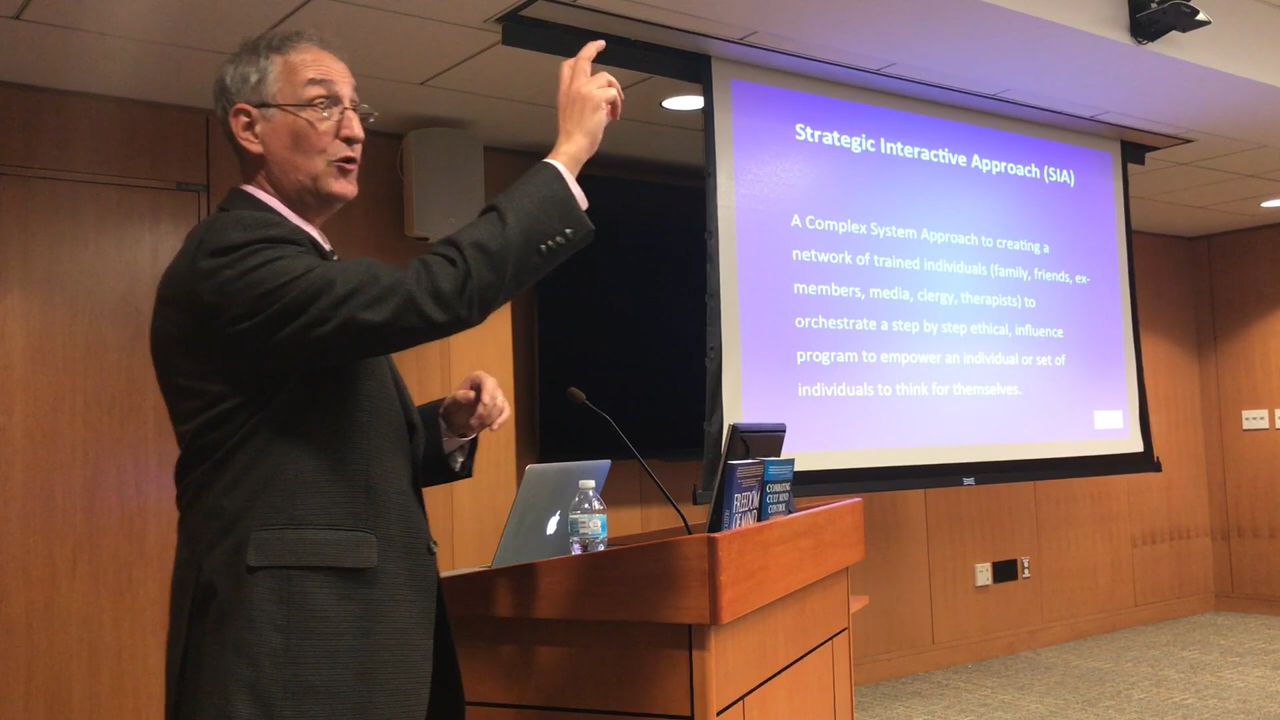 Strategic Interactive Approach (SIA)
A Complex System Approach to creating a
network of trained individuals (family, friends, ex-
members, media, clergy, therapists) to
orchestrate a step by step ethical, influence
program to empower an individual or set of
individuals to think for themselves.
FREEDOM
OF MIND
COMBATING
CULT MIND
CONTROL